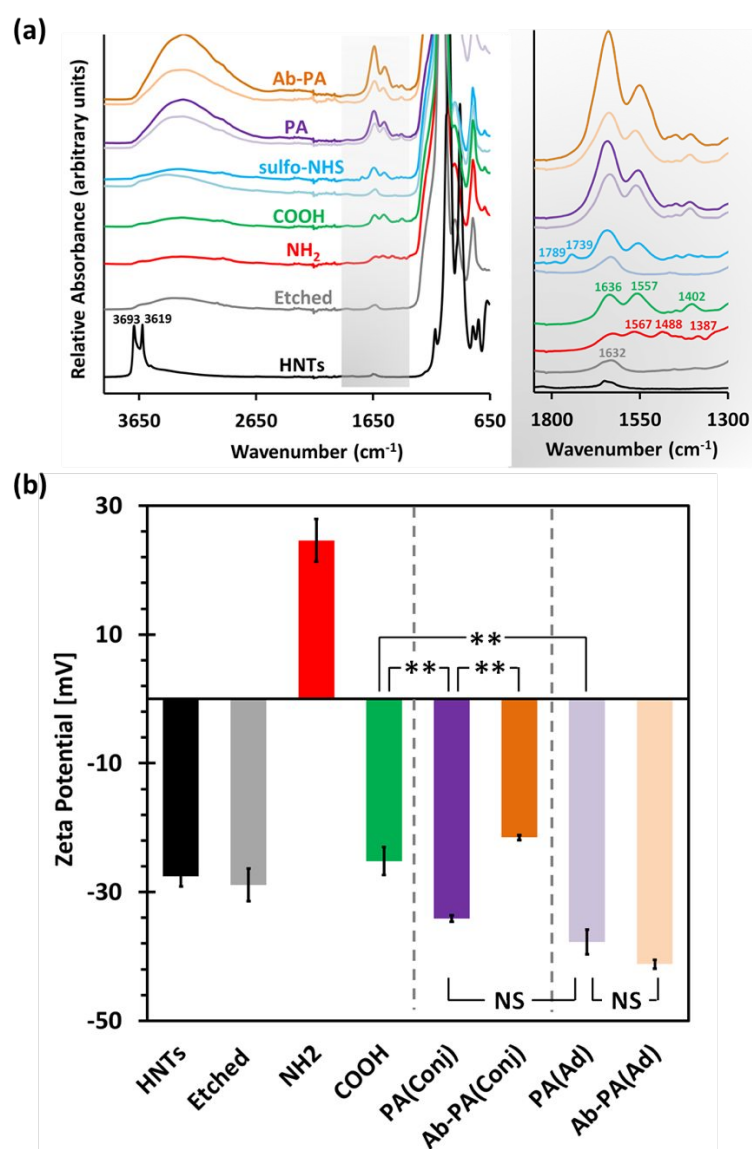 (a)
Relative Absorbance (arbitrary units)
Ab-PA
PA
sulfo-NHS
COOH
NH2
Etched
3693 3619
HNTs
3650 2650 1650 650
Wavenumber (cm-1)
1789 1739
1636 1557 1402
1567 1488 1387
1632
1800 1550 1300
Wavenumber (cm-1)
(b)
Zeta Potential [mV]
30
10
-10
-30
-50
**
** **
NS NS
HNTs
Etched
NH2
COOH
PA(Conj)
Ab-PA(Conj)
PA(Ad)
Ab-PA(Ad)